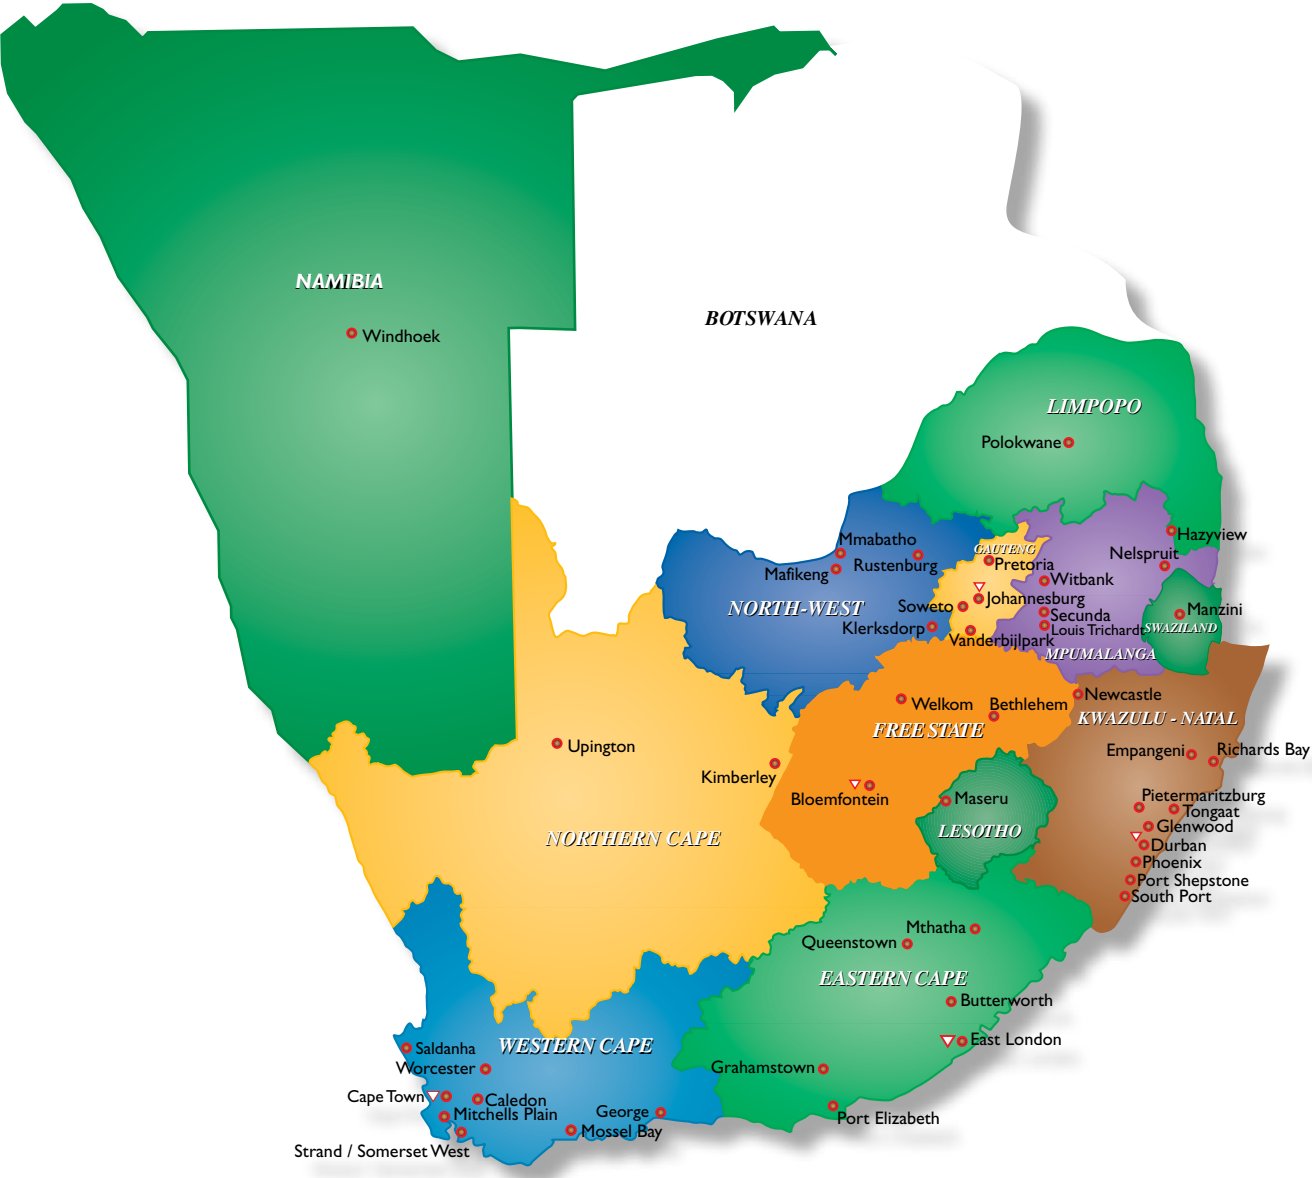 NAMIBIA
Windhoek
BOTSWANA
LIMPOPO
Polokwane
Hazyview
Mmabatho
GAUTENG
Nelspruit
Mafikeng
Rustenburg
Pretoria
Witbank
NORTH-WEST
Soweto
Johannesburg
Secunda
Manzini
Klerksdorp
Louis Trichardt
SWAZILAND
Vanderbijlpark
MPUMALANGA
Welkom
Bethlehem
Newcastle
FREE STATE
KWAZULU - NATAL
Upington
Empangeni
Richards Bay
Kimberley
Bloemfontein
Maseru
Pietermaritzburg
Tongaat
NORTHERN CAPE
LESOTHO
Glenwood
Durban
Phoenix
Port Shepstone
South Port
Mthatha
Queenstown
EASTERN CAPE
Butterworth
WESTERN CAPE
East London
Saldanha
Worcester
Grahamstown
Cape Town
Caledon
Mitchells Plain
George
Mossel Bay
Port Elizabeth
Strand / Somerset West